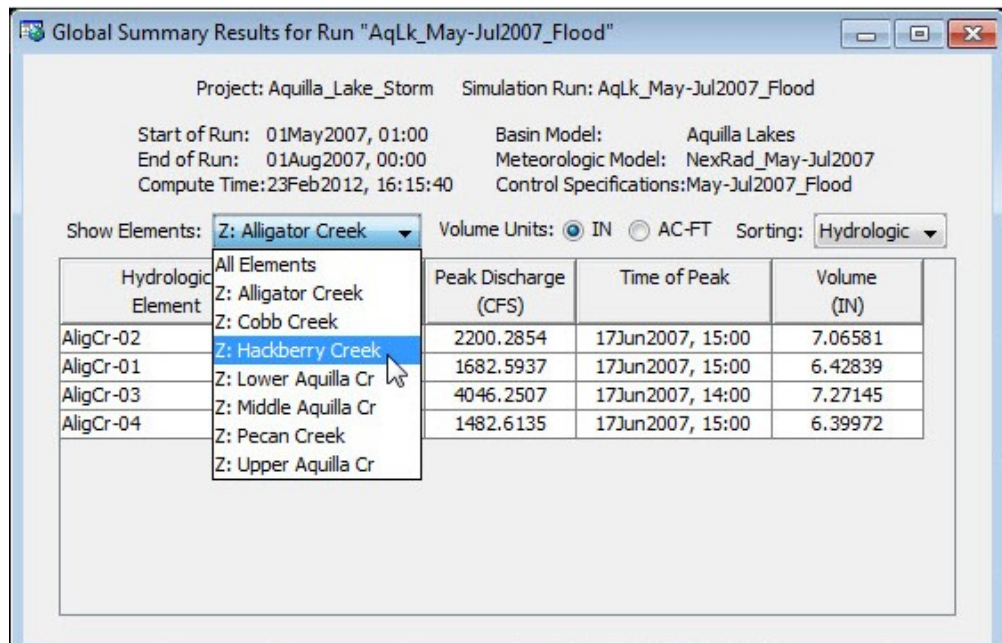 Global Summary Results for Run "AqLk_May-Jul2007_Flood"
Project: Aquilla_Lake_Storm Simulation Run: AqLk_May-Jul2007_Flood
Start of Run: 01May2007, 01:00 Basin Model: Aquilla Lakes
End of Run: 01Aug2007, 00:00 Meteorologic Model: NexRad_May-Jul2007
Compute Time:23Feb2012, 16:15:40 Control Specifications:May-Jul2007_Flood
Show Elements: Z: Alligator Creek Volume Units: IN AC-FT Sorting: Hydrologic
Hydrologic Element Peak Discharge (CFS) Time of Peak Volume (IN)
AligCr-02 2200.2854 17Jun2007, 15:00 7.06581
AligCr-01 1682.5937 17Jun2007, 15:00 6.42839
AligCr-03 4046.2507 17Jun2007, 14:00 7.27145
AligCr-04 1482.6135 17Jun2007, 15:00 6.39972
All Elements
Z: Alligator Creek
Z: Cobb Creek
Z: Hackberry Creek
Z: Lower Aquilla Cr
Z: Middle Aquilla Cr
Z: Pecan Creek
Z: Upper Aquilla Cr